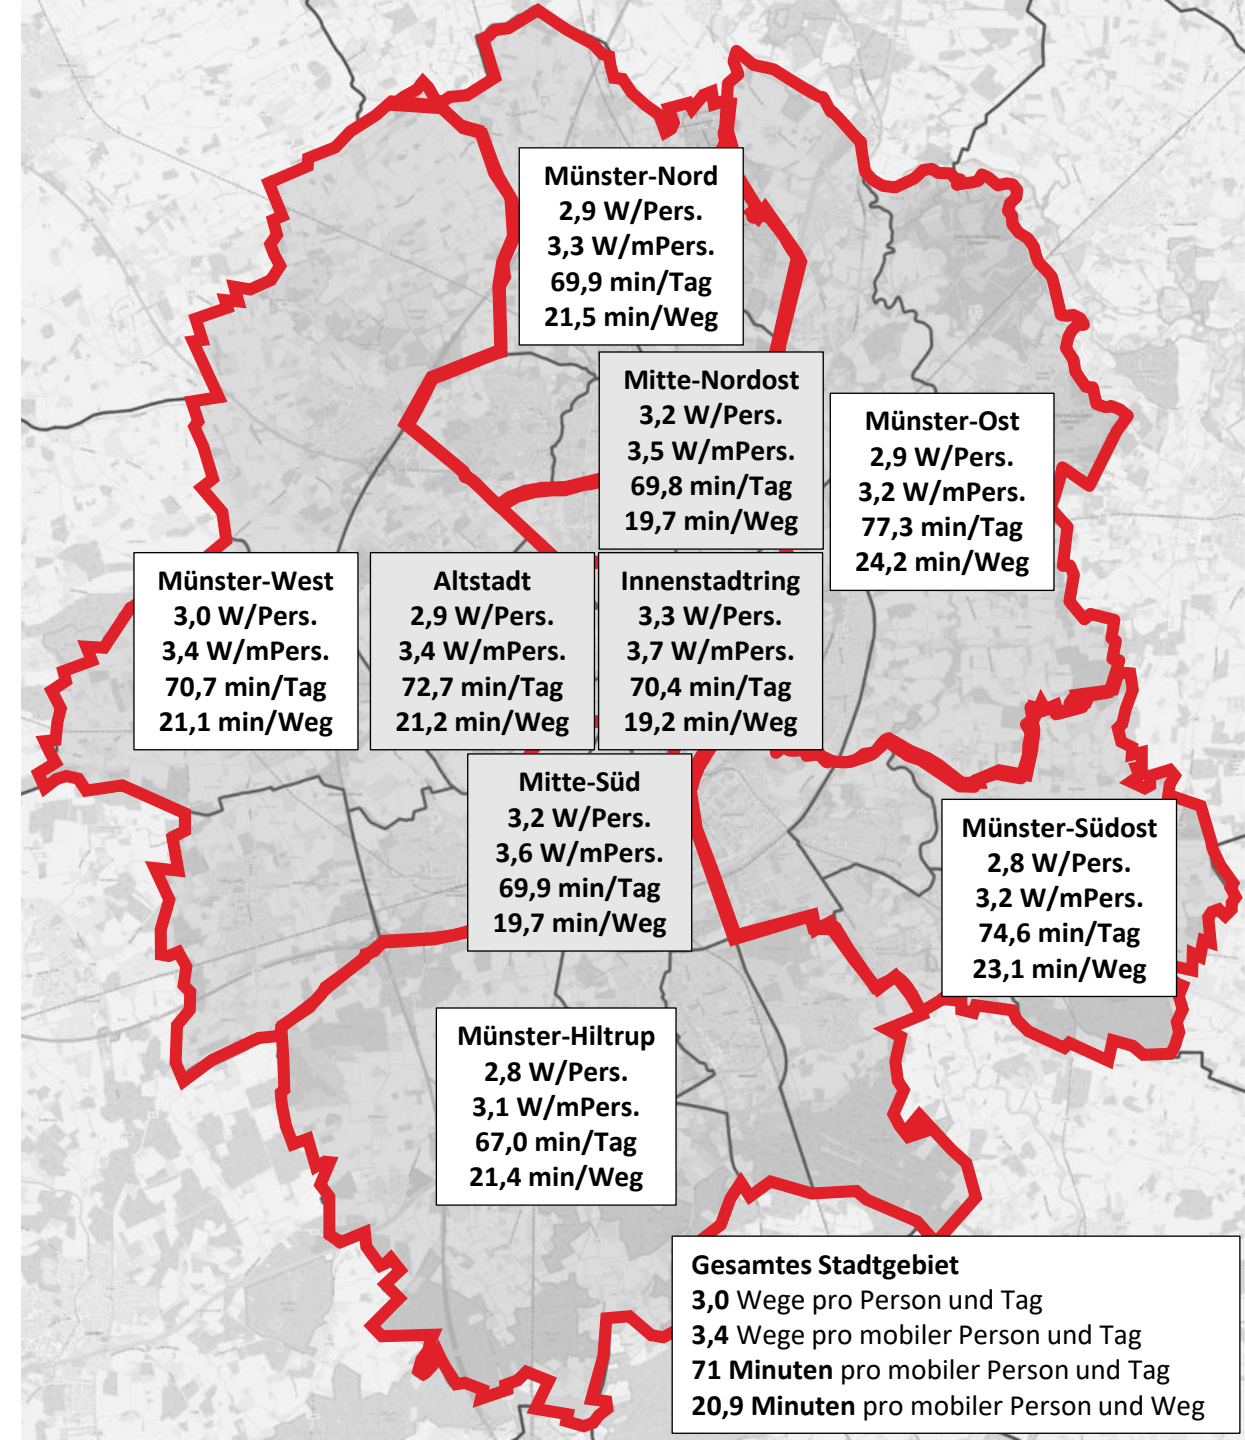 Münster-Nord
2,9 W/Pers.
3,3 W/mPers.
69,9 min/Tag
21,5 min/Weg
Mitte-Nordost
3,2 W/Pers.
3,5 W/mPers.
69,8 min/Tag
19,7 min/Weg
Münster-Ost
2,9 W/Pers.
3,2 W/mPers.
77,3 min/Tag
24,2 min/Weg
Münster-West
3,0 W/Pers.
3,4 W/mPers.
70,7 min/Tag
21,1 min/Weg
Altstadt
2,9 W/Pers.
3,4 W/mPers.
72,7 min/Tag
21,2 min/Weg
Innenstadtring
3,3 W/Pers.
3,7 W/mPers.
70,4 min/Tag
19,2 min/Weg
Mitte-Süd
3,2 W/Pers.
3,6 W/mPers.
69,9 min/Tag
19,7 min/Weg
Münster-Südost
2,8 W/Pers.
3,2 W/mPers.
74,6 min/Tag
23,1 min/Weg
Münster-Hiltrup
2,8 W/Pers.
3,1 W/mPers.
67,0 min/Tag
21,4 min/Weg
Gesamtes Stadtgebiet
3,0 Wege pro Person und Tag
3,4 Wege pro mobiler Person und Tag
71 Minuten pro mobiler Person und Tag
20,9 Minuten pro mobiler Person und Weg